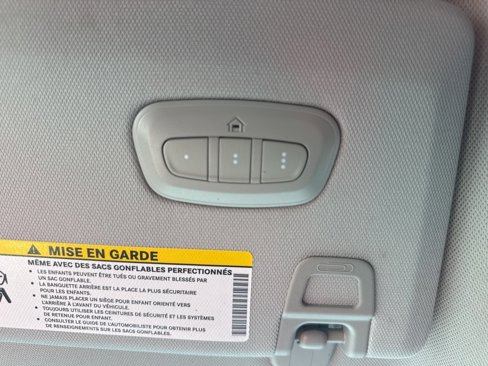 MISE EN GARDE
MÊME AVEC DES SACS GONFLABLES PERFECTIONNÉS
• LES ENFANTS PEUVENT ÊTRE TUÉS OU GRAVEMENT BLESSÉS PAR
UN SAC GONFLABLE.
• LA BANQUETTE ARRIÈRE EST LA PLACE LA PLUS SÉCURITAIRE
POUR LES ENFANTS.
• NE JAMAIS PLACER UN SIÈGE POUR ENFANT ORIENTÉ VERS
L'ARRIÈRE À L'AVANT DU VÉHICULE.
• TOUJOURS UTILISER LES CEINTURES DE SÉCURITÉ ET LES SYSTÈMES
DE RETENUE POUR ENFANT.
• CONSULTER LE GUIDE DE L'AUTOMOBILISTE POUR OBTENIR PLUS
DE RENSEIGNEMENTS SUR LES SACS GONFLABLES.